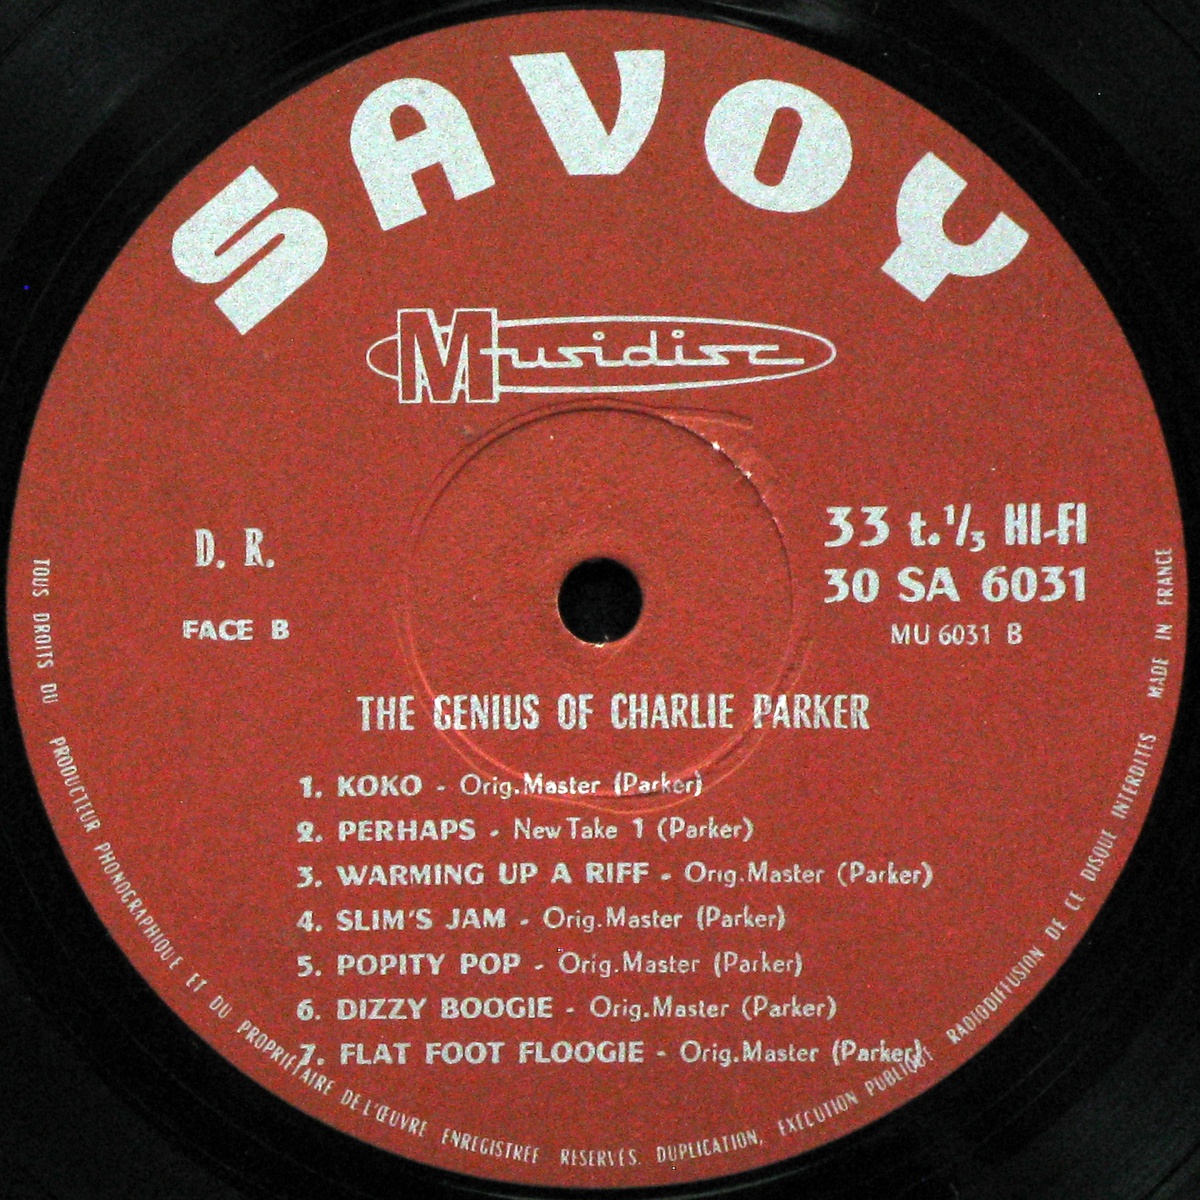 SAVOY
Musidisc
D. R.
FACE B
33 t. 1/3 HI-FI
30 SA 6031
MU 6031 B
THE GENIUS OF CHARLIE PARKER
1. KOKO - Orig.Master (Parker)
2. PERHAPS - New Take 1 (Parker)
3. WARMING UP A RIFF - Orig.Master (Parker)
4. SLIM'S JAM - Orig.Master (Parker)
5. POPITY POP - Orig.Master (Parker)
6. DIZZY BOOGIE - Orig.Master (Parker)
7. FLAT FOOT FLOOGIE - Orig.Master (Parker)
TOUS DROITS DU PRODUCTEUR PHONOGRAPHIQUE ET DU PROPRIETAIRE DE L'ŒUVRE ENREGISTRÉE RESERVES. DUPLICATION, EXECUTION PUBLIQUE RADIODIFFUSION DE CE DISQUE INTERDITES MADE IN FRANCE